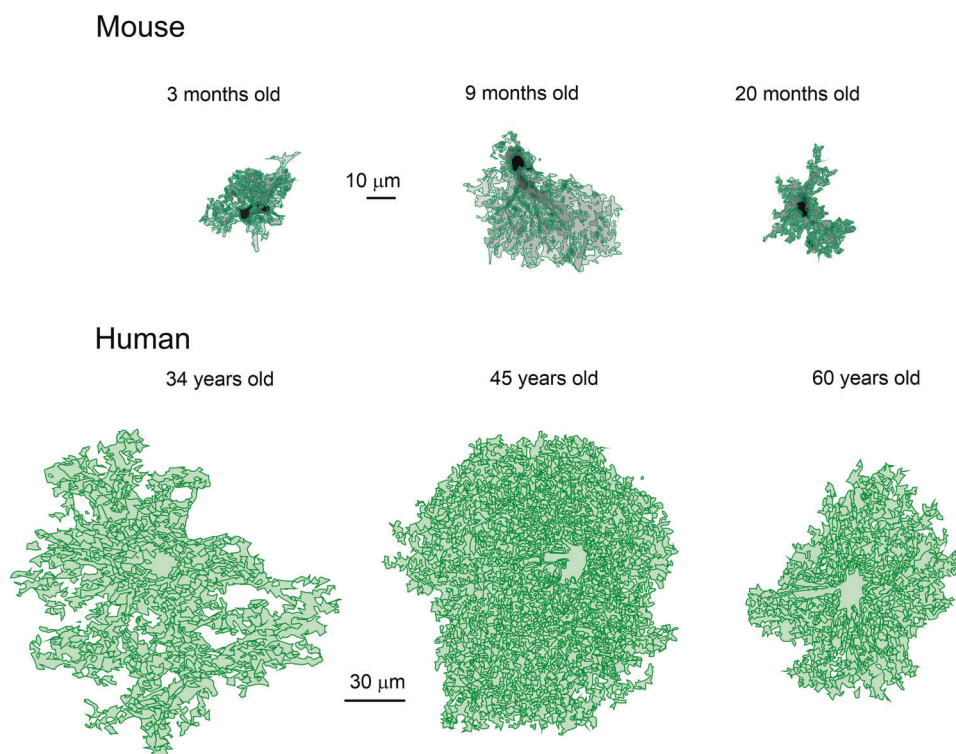 Mouse
3 months old
9 months old
20 months old
10 μm
Human
34 years old
45 years old
60 years old
30 μm